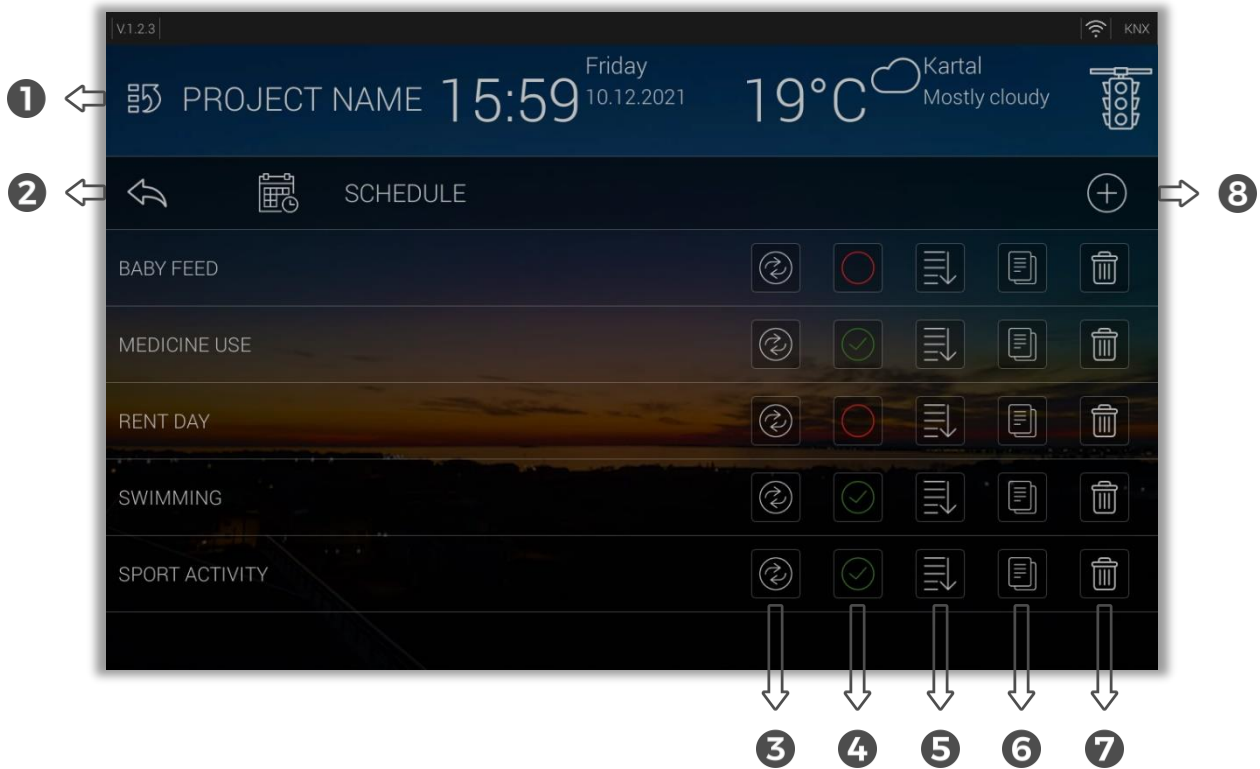 V.1.2.3
KNX
1
PROJECT NAME
15:59
Friday
10.12.2021
19°C
Kartal
Mostly cloudy
2
SCHEDULE
8
BABY FEED
MEDICINE USE
RENT DAY
SWIMMING
SPORT ACTIVITY
3 4 5 6 7